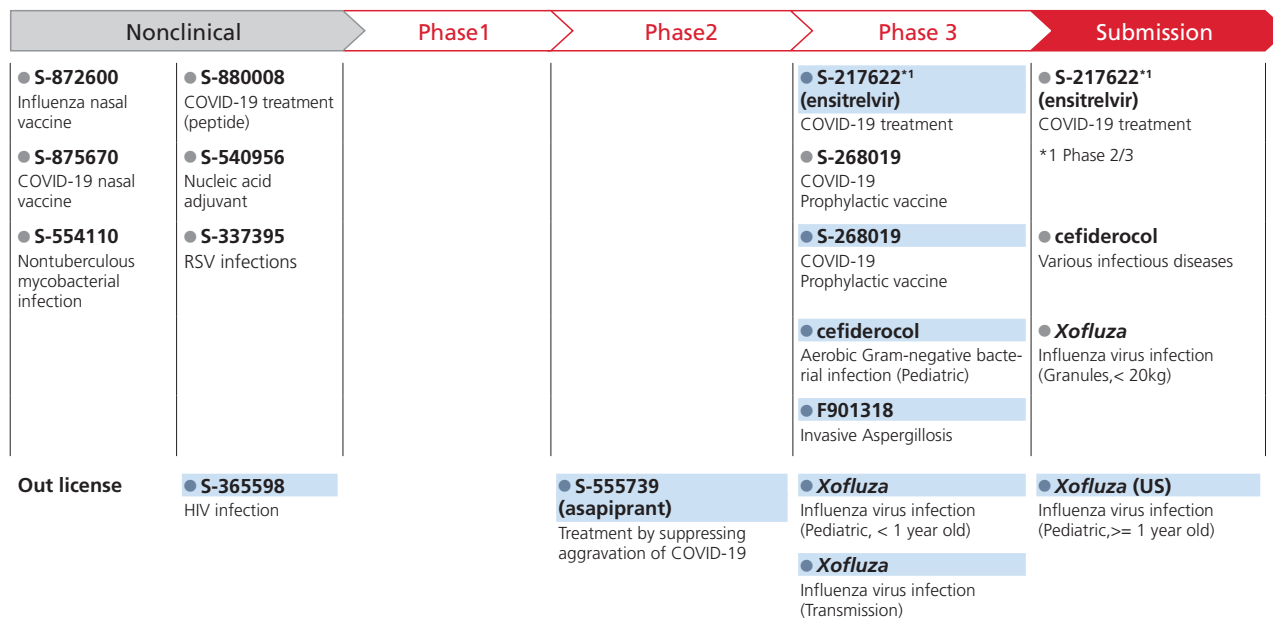 Nonclinical
Phase1
Phase2
Phase 3
Submission
● S-872600
Influenza nasal
vaccine
● S-875670
COVID-19 nasal
vaccine
● S-554110
Nontuberculous
mycobacterial
infection
● S-880008
COVID-19 treatment
(peptide)
● S-540956
Nucleic acid
adjuvant
● S-337395
RSV infections
● S-217622*1
(ensitrelvir)
COVID-19 treatment
● S-268019
COVID-19
Prophylactic vaccine
● S-268019
COVID-19
Prophylactic vaccine
● cefiderocol
Aerobic Gram-negative bacte-
rial infection (Pediatric)
● F901318
Invasive Aspergillosis
● S-217622*1
(ensitrelvir)
COVID-19 treatment
*1 Phase 2/3
● cefiderocol
Various infectious diseases
● Xofluza
Influenza virus infection
(Granules,< 20kg)
Out license
● S-365598
HIV infection
● S-555739
(asapiprant)
Treatment by suppressing
aggravation of COVID-19
● Xofluza
Influenza virus infection
(Pediatric, < 1 year old)
● Xofluza
Influenza virus infection
(Transmission)
● Xofluza (US)
Influenza virus infection
(Pediatric,>= 1 year old)